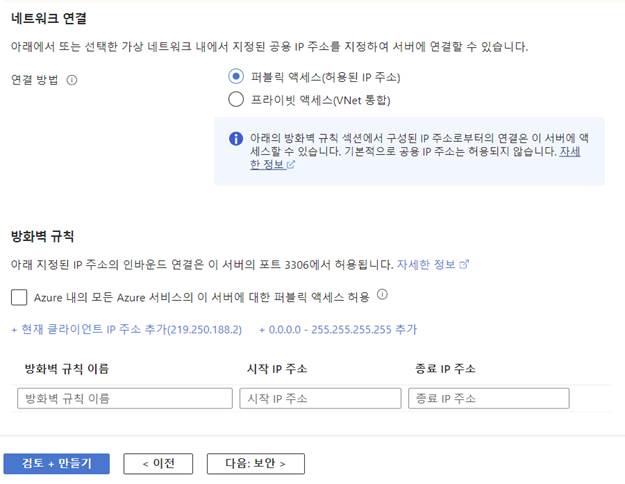 네트워크 연결
아래에서 또는 선택한 가상 네트워크 내에서 지정된 공용 IP 주소를 지정하여 서버에 연결할 수 있습니다.
연결 방법
퍼블릭 액세스(허용된 IP 주소)
프라이빗 액세스(VNet 통합)
아래의 방화벽 규칙 섹션에서 구성된 IP 주소로부터의 연결은 이 서버에 액
세스할 수 있습니다. 기본적으로 공용 IP 주소는 허용되지 않습니다. 자세
한 정보
방화벽 규칙
아래 지정된 IP 주소의 인바운드 연결은 이 서버의 포트 3306에서 허용됩니다. 자세한 정보
Azure 내의 모든 Azure 서비스의 이 서버에 대한 퍼블릭 액세스 허용
+ 현재 클라이언트 IP 주소 추가(219.250.188.2) + 0.0.0.0 - 255.255.255.255 추가
방화벽 규칙 이름 시작 IP 주소 종료 IP 주소
방화벽 규칙 이름 시작 IP 주소 종료 IP 주소
검토 + 만들기 < 이전 다음: 보안 >